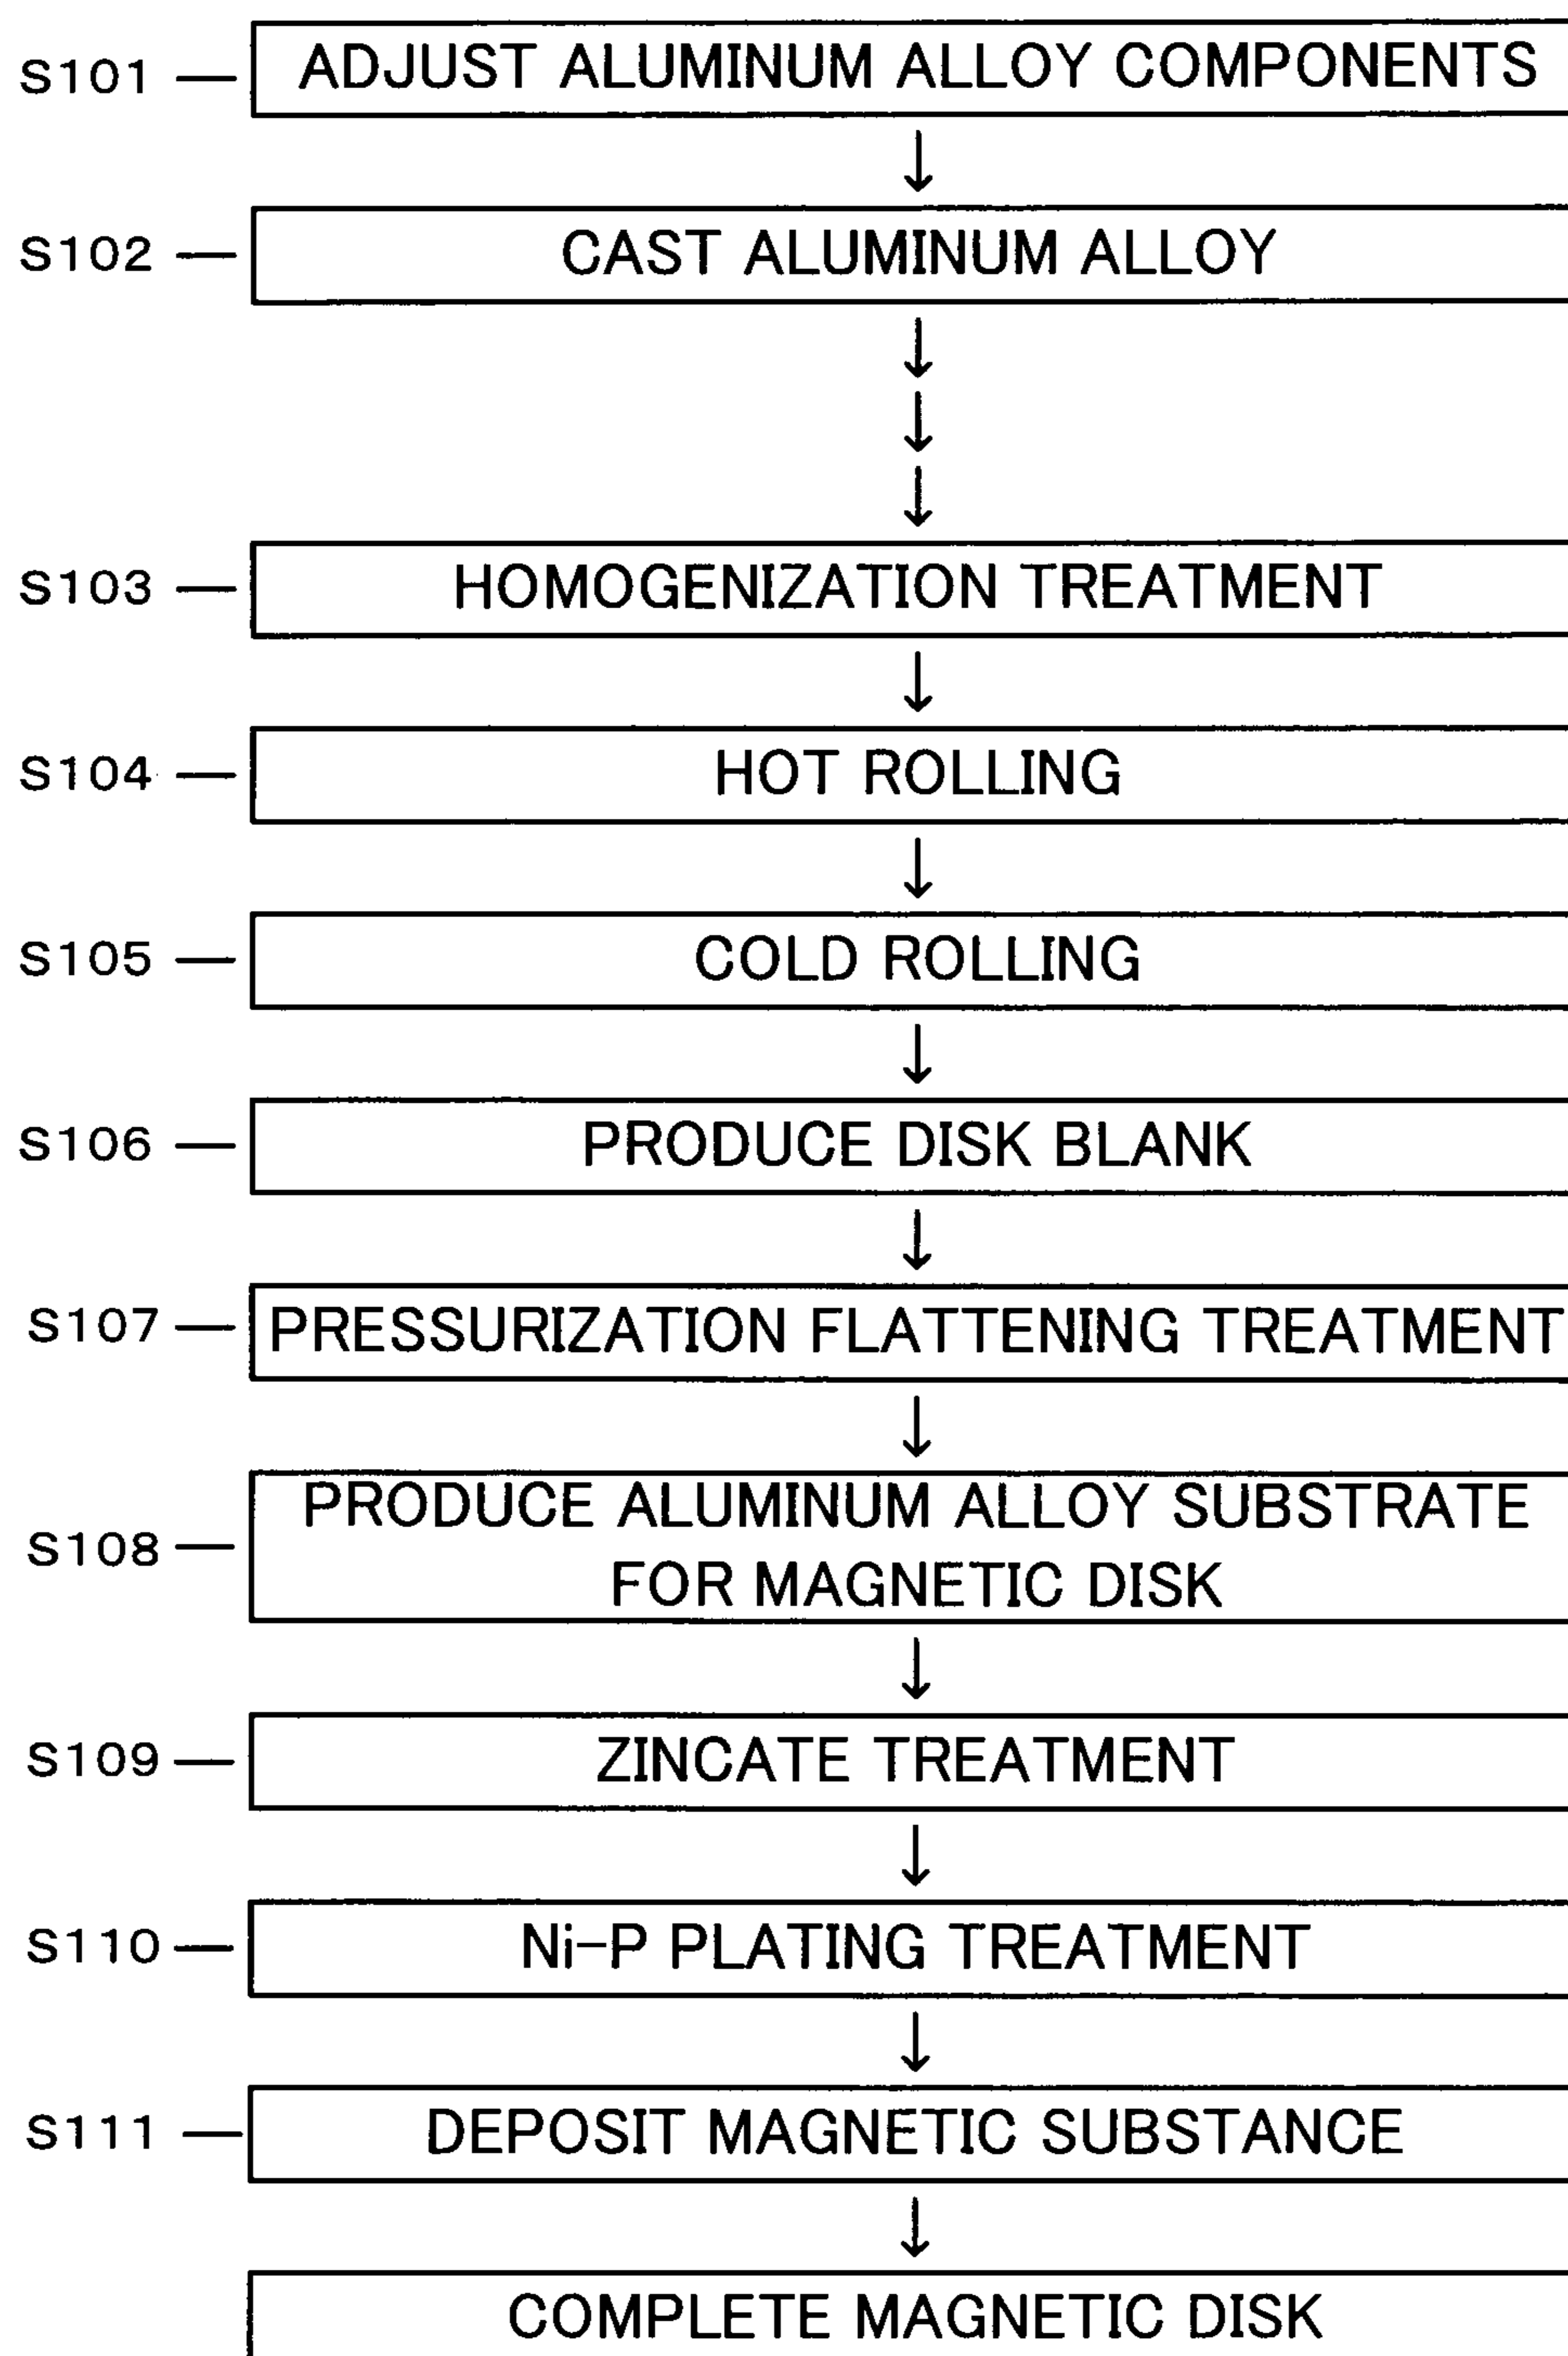 S101 ADJUST ALUMINUM ALLOY COMPONENTS
S102 CAST ALUMINUM ALLOY
S103 HOMOGENIZATION TREATMENT
S104 HOT ROLLING
S105 COLD ROLLING
S106 PRODUCE DISK BLANK
S107 PRESSURIZATION FLATTENING TREATMENT
PRODUCE ALUMINUM ALLOY SUBSTRATE
S108
FOR MAGNETIC DISK
S109 ZINCATE TREATMENT
S110 Ni-P PLATING TREATMENT
S111 DEPOSIT MAGNETIC SUBSTANCE
COMPLETE MAGNETIC DISK